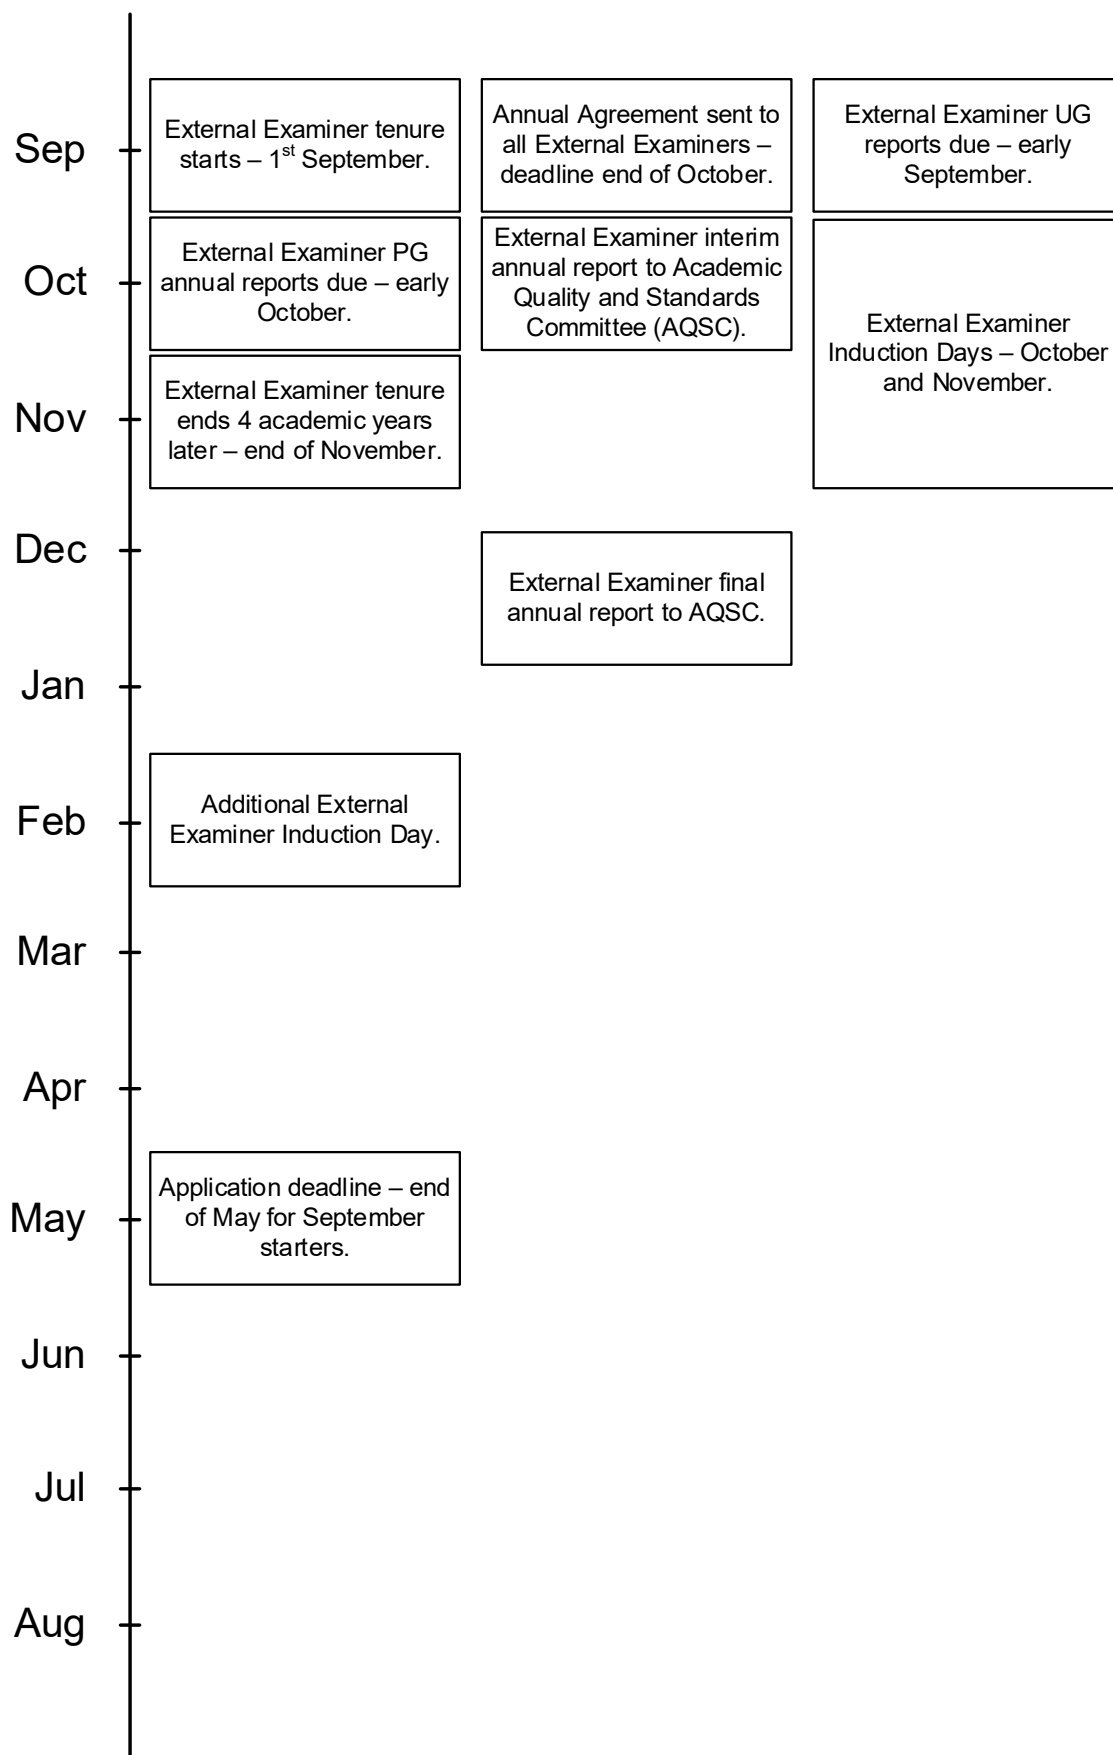 Sep
External Examiner tenure
starts – 1st September.
Annual Agreement sent to
all External Examiners –
deadline end of October.
External Examiner UG
reports due – early
September.
Oct
External Examiner PG
annual reports due – early
October.
External Examiner interim
annual report to Academic
Quality and Standards
Committee (AQSC).
External Examiner
Induction Days – October
and November.
Nov
External Examiner tenure
ends 4 academic years
later – end of November.
Dec
External Examiner final
annual report to AQSC.
Jan
Feb
Additional External
Examiner Induction Day.
Mar
Apr
May
Application deadline – end
of May for September
starters.
Jun
Jul
Aug